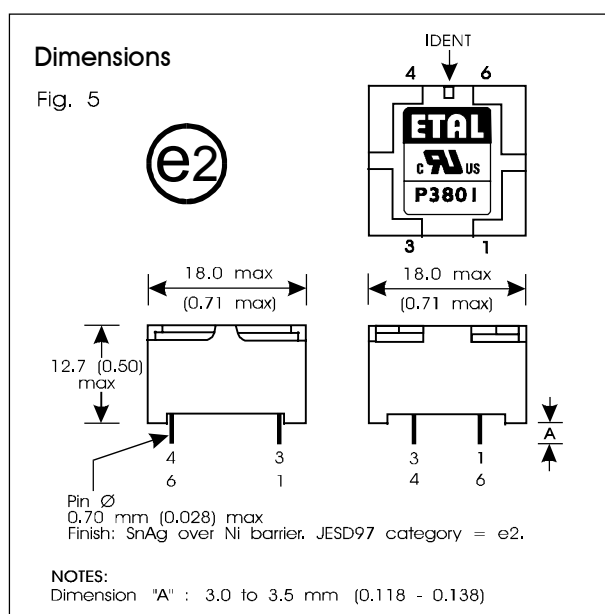 Dimensions
Fig. 5
IDENT
4 6
e2
ETAL
c RU US
P3801
3 1
18.0 max
(0.71 max)
18.0 max
(0.71 max)
12.7 (0.50)
max
A
4 3
6 1
3 1
4 6
Pin Ø
0.70 mm (0.028) max
Finish: SnAg over Ni barrier. JESD97 category = e2.
NOTES:
Dimension "A" : 3.0 to 3.5 mm (0.118 - 0.138)